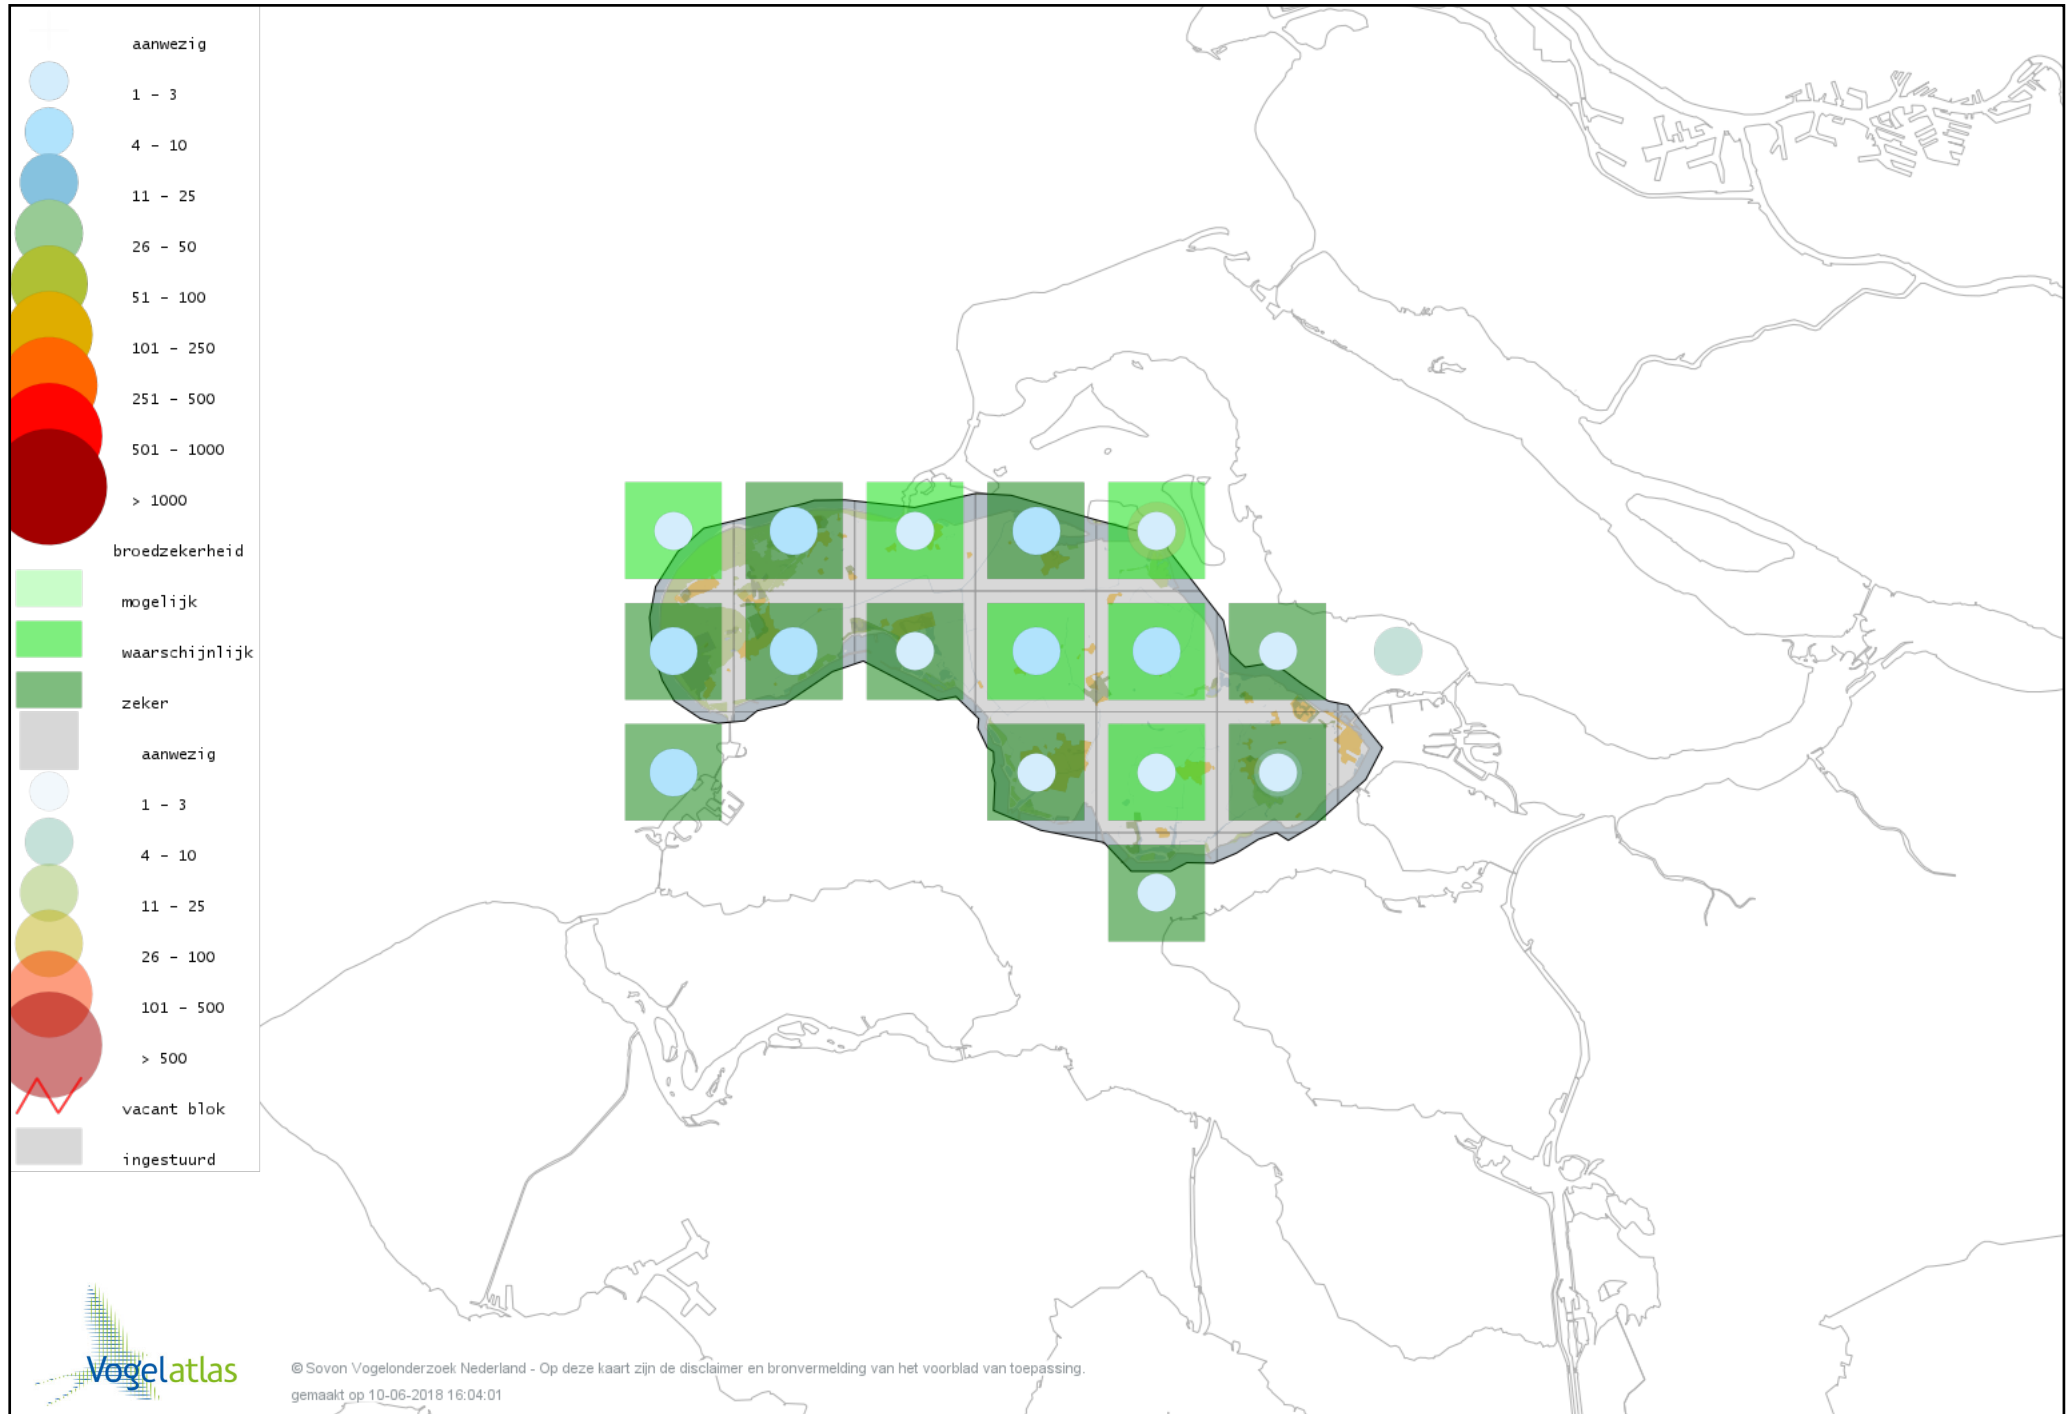 aanwezig
1 - 3
4 - 10
11 - 25
26 - 50
51 - 100
101 - 250
251 - 500
501 - 1000
> 1000
broedzekerheid
mogelijk
waarschijnlijk
zeker
aanwezig
1 - 3
4 - 10
11 - 25
26 - 100
101 - 500
> 500
vacant blok
ingestuurd
Vogelatlas
© Sovon Vogelonderzoek Nederland - Op deze kaart zijn de disclaimer en bronvermelding van het voorblad van toepassing.
gemaakt op 10-06-2018 16:04:01